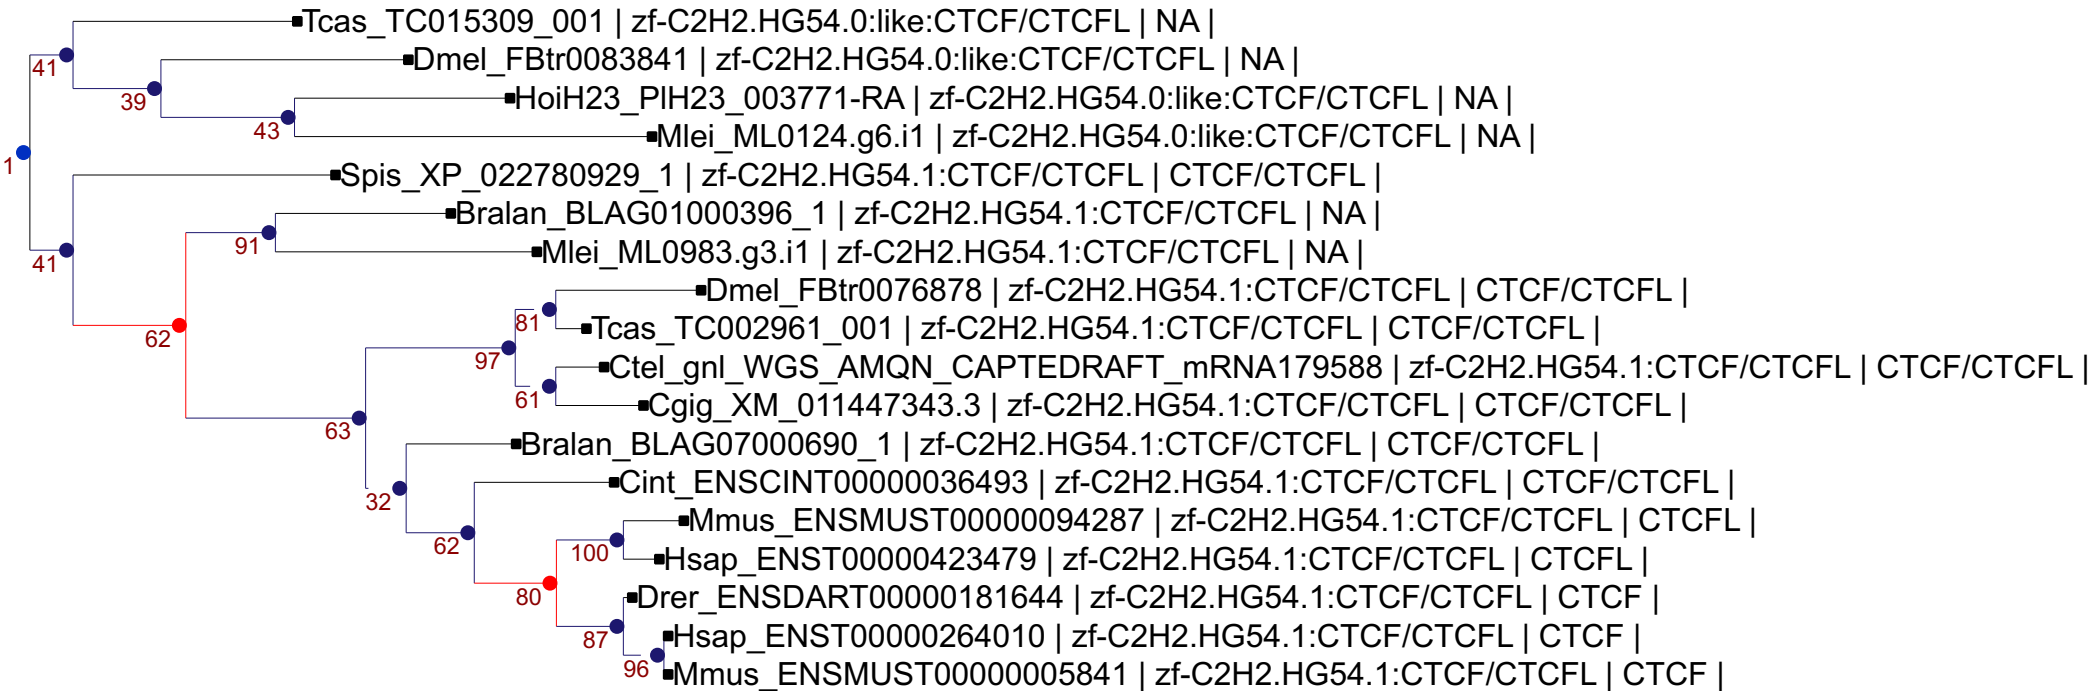 Tcas_TC015309_001 | zf-C2H2.HG54.0:like:CTCF/CTCFL | NA |
41
Dmel_FBtr0083841 | zf-C2H2.HG54.0:like:CTCF/CTCFL | NA |
39
HoiH23_PlH23_003771-RA | zf-C2H2.HG54.0:like:CTCF/CTCFL | NA |
43
Mlei_ML0124.g6.i1 | zf-C2H2.HG54.0:like:CTCF/CTCFL | NA |
1
Spis_XP_022780929_1 | zf-C2H2.HG54.1:CTCF/CTCFL | CTCF/CTCFL |
Bralan_BLAG01000396_1 | zf-C2H2.HG54.1:CTCF/CTCFL | NA |
91
Mlei_ML0983.g3.i1 | zf-C2H2.HG54.1:CTCF/CTCFL | NA |
41
Dmel_FBtr0076878 | zf-C2H2.HG54.1:CTCF/CTCFL | CTCF/CTCFL |
81
Tcas_TC002961_001 | zf-C2H2.HG54.1:CTCF/CTCFL | CTCF/CTCFL |
62
97
Ctel_gnl_WGS_AMQN_CAPTEDRAFT_mRNA179588 | zf-C2H2.HG54.1:CTCF/CTCFL | CTCF/CTCFL |
61
Cgig_XM_011447343.3 | zf-C2H2.HG54.1:CTCF/CTCFL | CTCF/CTCFL |
63
Bralan_BLAG07000690_1 | zf-C2H2.HG54.1:CTCF/CTCFL | CTCF/CTCFL |
Cint_ENSCINT00000036493 | zf-C2H2.HG54.1:CTCF/CTCFL | CTCF/CTCFL |
32
Mmus_ENSMUST00000094287 | zf-C2H2.HG54.1:CTCF/CTCFL | CTCFL |
62
100
Hsap_ENST00000423479 | zf-C2H2.HG54.1:CTCF/CTCFL | CTCFL |
80
Drer_ENSDART00000181644 | zf-C2H2.HG54.1:CTCF/CTCFL | CTCF |
87
Hsap_ENST00000264010 | zf-C2H2.HG54.1:CTCF/CTCFL | CTCF |
96
Mmus_ENSMUST00000005841 | zf-C2H2.HG54.1:CTCF/CTCFL | CTCF |